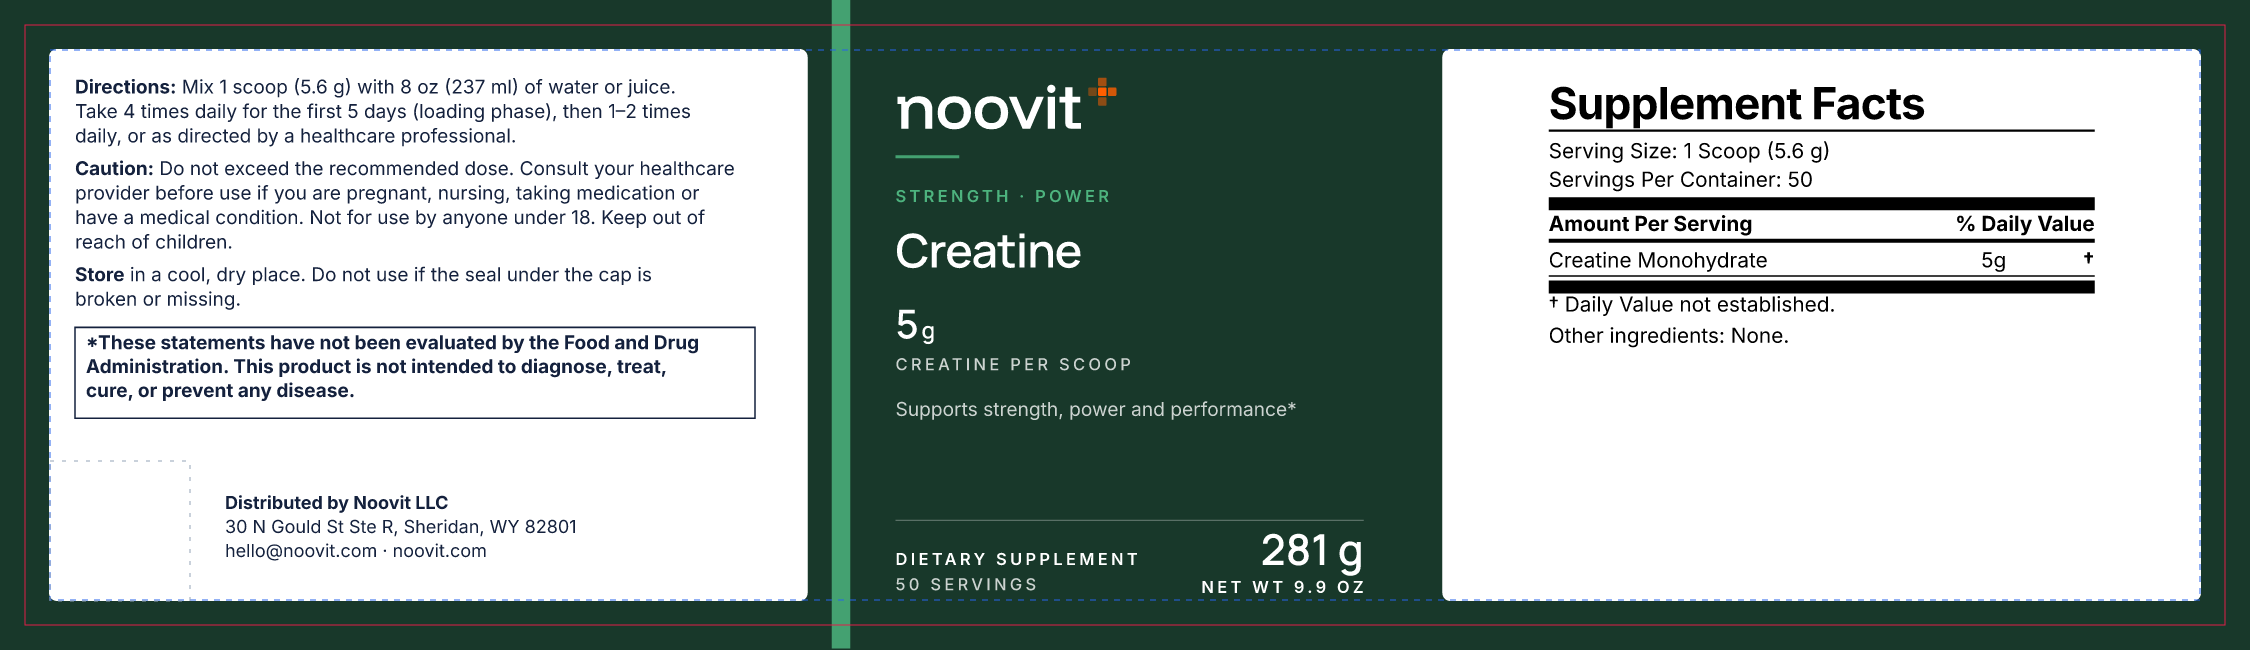 Directions: Mix 1 scoop (5.6 g) with 8 oz (237 ml) of water or juice.
Take 4 times daily for the first 5 days (loading phase), then 1–2 times
daily, or as directed by a healthcare professional.
Caution: Do not exceed the recommended dose. Consult your healthcare
provider before use if you are pregnant, nursing, taking medication or
have a medical condition. Not for use by anyone under 18. Keep out of
reach of children.
Store in a cool, dry place. Do not use if the seal under the cap is
broken or missing.
*These statements have not been evaluated by the Food and Drug
Administration. This product is not intended to diagnose, treat,
cure, or prevent any disease.
Distributed by Noovit LLC
30 N Gould St Ste R, Sheridan, WY 82801
hello@noovit.com · noovit.com
noovit
STRENGTH · POWER
Creatine
5 g
CREATINE PER SCOOP
Supports strength, power and performance*
DIETARY SUPPLEMENT
50 SERVINGS
281 g
NET WT 9.9 OZ
Supplement Facts
Serving Size: 1 Scoop (5.6 g)
Servings Per Container: 50
Amount Per Serving % Daily Value
Creatine Monohydrate 5g †
† Daily Value not established.
Other ingredients: None.